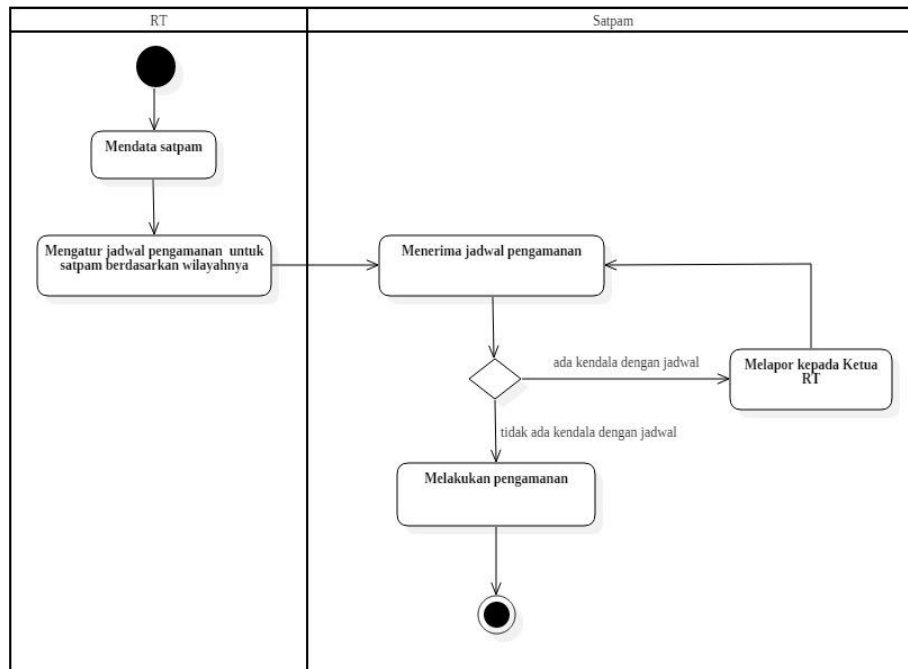 RT
Satpam
Mendata satpam
Mengatur jadwal pengamanan untuk
satpam berdasarkan wilayahnya
Menerima jadwal pengamanan
ada kendala dengan jadwal
Melapor kepada Ketua
RT
tidak ada kendala dengan jadwal
Melakukan pengamanan